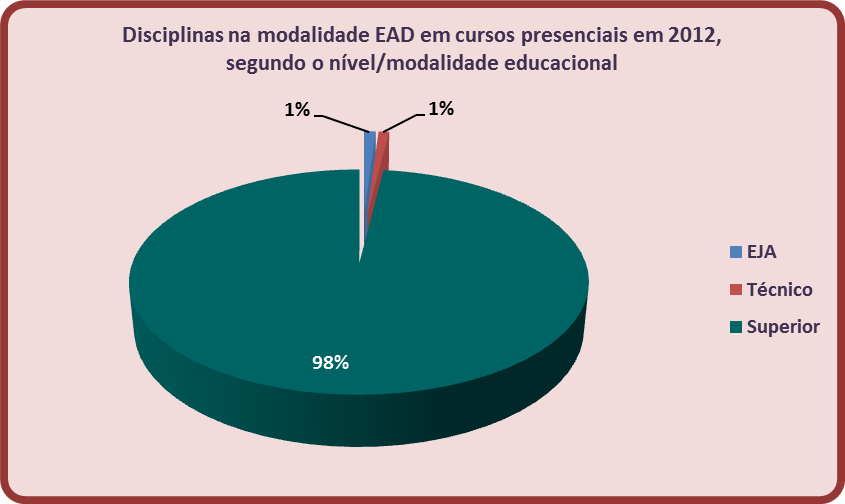 Disciplinas na modalidade EAD em cursos presenciais em 2012,
segundo o nível/modalidade educacional
1%
1%
EJA
Técnico
Superior
98%